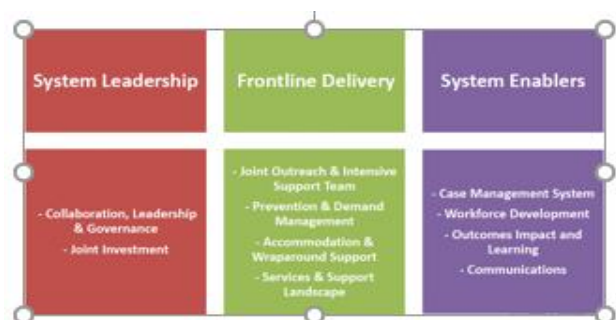 System Leadership
Frontline Delivery
System Enablers
- Collaboration, Leadership
& Governance
- Joint Investment
- Joint Outreach & Intensive
Support Team
- Prevention & Demand
Management
- Accommodation &
Wraparound Support
- Services & Support
Landscape
- Case Management System
- Workforce Development
- Outcomes Impact and
Learning
- Communications